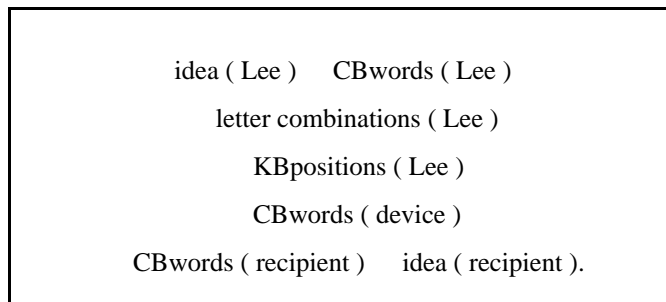 idea ( Lee ) CBwords ( Lee )
letter combinations ( Lee )
KBpositions ( Lee )
CBwords ( device )
CBwords ( recipient ) idea ( recipient ).